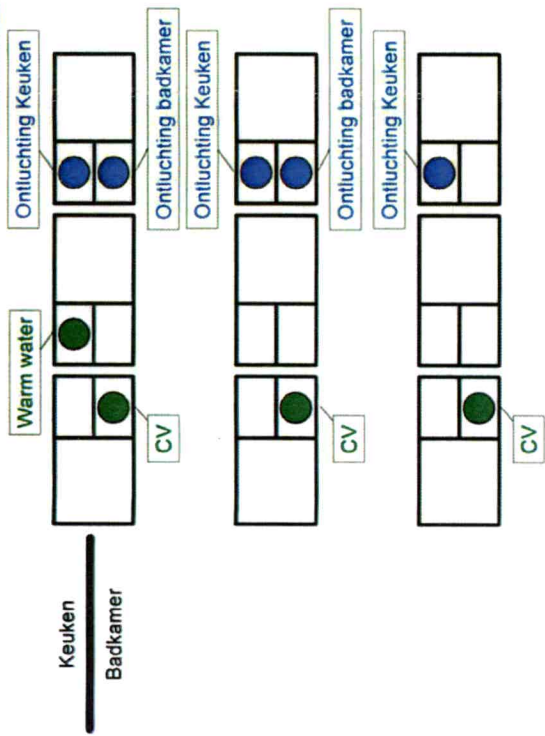 Ontluchting Keuken
Ontluchting badkamer
Warm water
CV
Ontluchting Keuken
Ontluchting badkamer
CV
Ontluchting Keuken
CV
Keuken
Badkamer